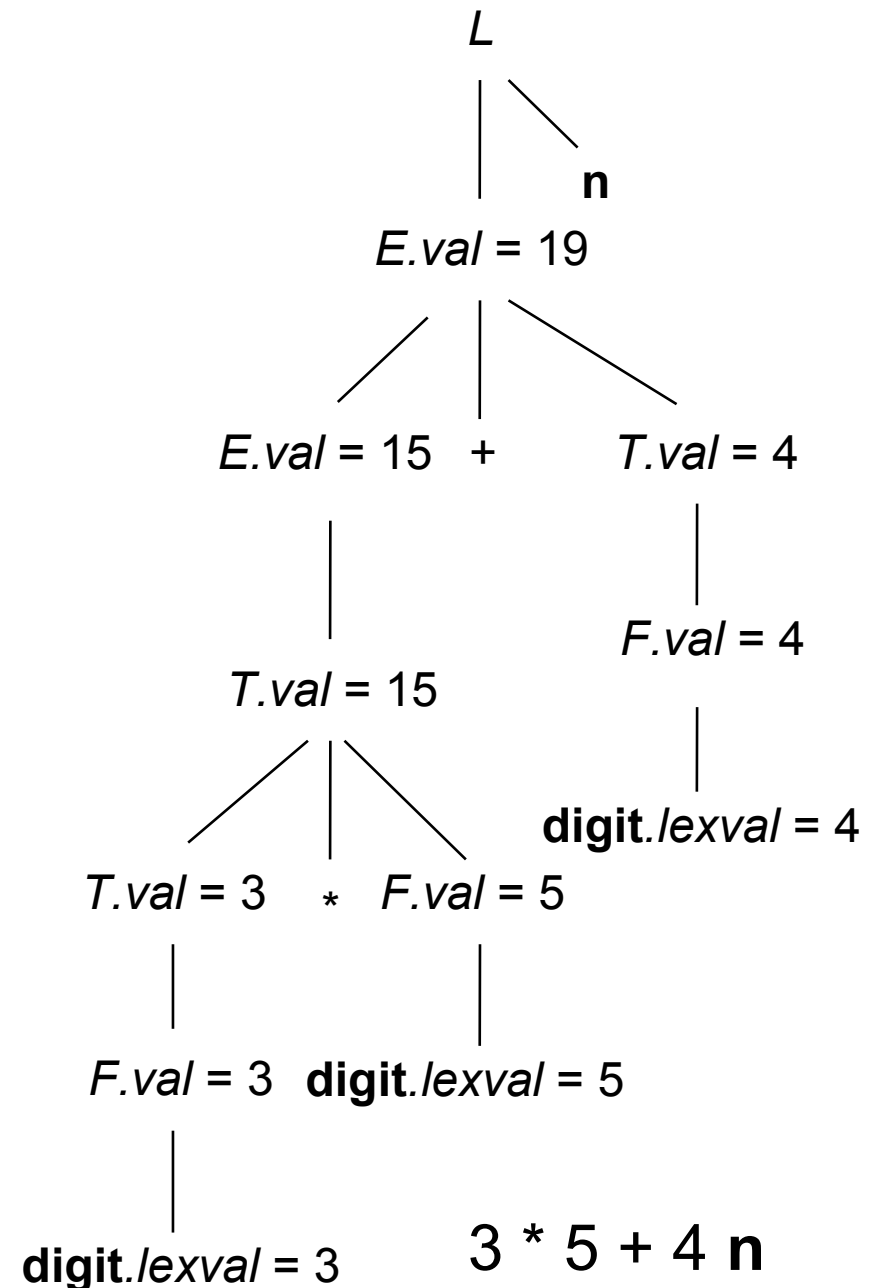 L
n
E.val = 19
E.val = 15 + T.val = 4
F.val = 4
T.val = 15
digit.lexval = 4
T.val = 3 * F.val = 5
F.val = 3 digit.lexval = 5
digit.lexval = 3
3 * 5 + 4 n